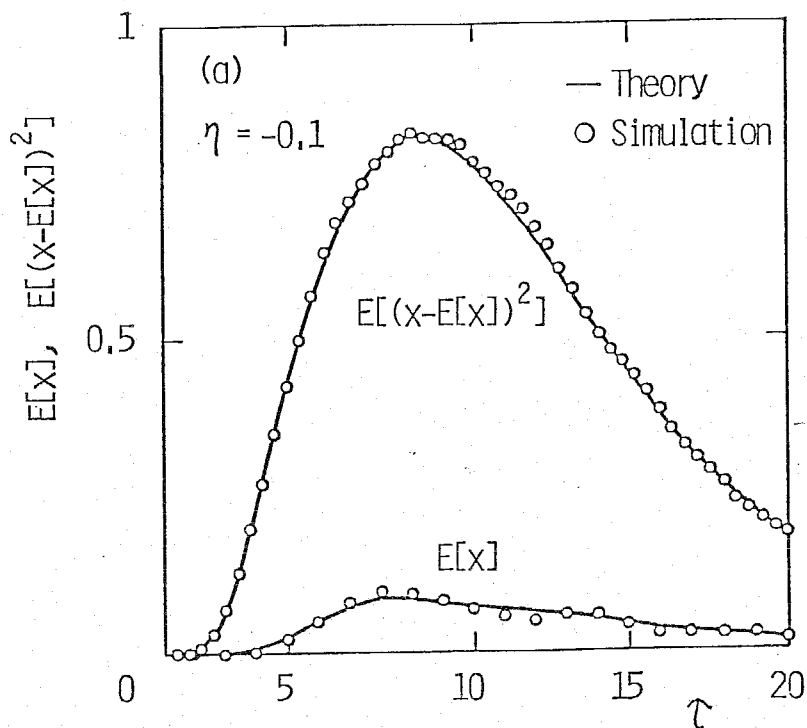 1
(a)
— Theory
η = -0.1
○ Simulation
E[x], E[(x-E[x])²]
E[(x-E[x])²]
0.5
E[x]
0
5
10
15
20
τ